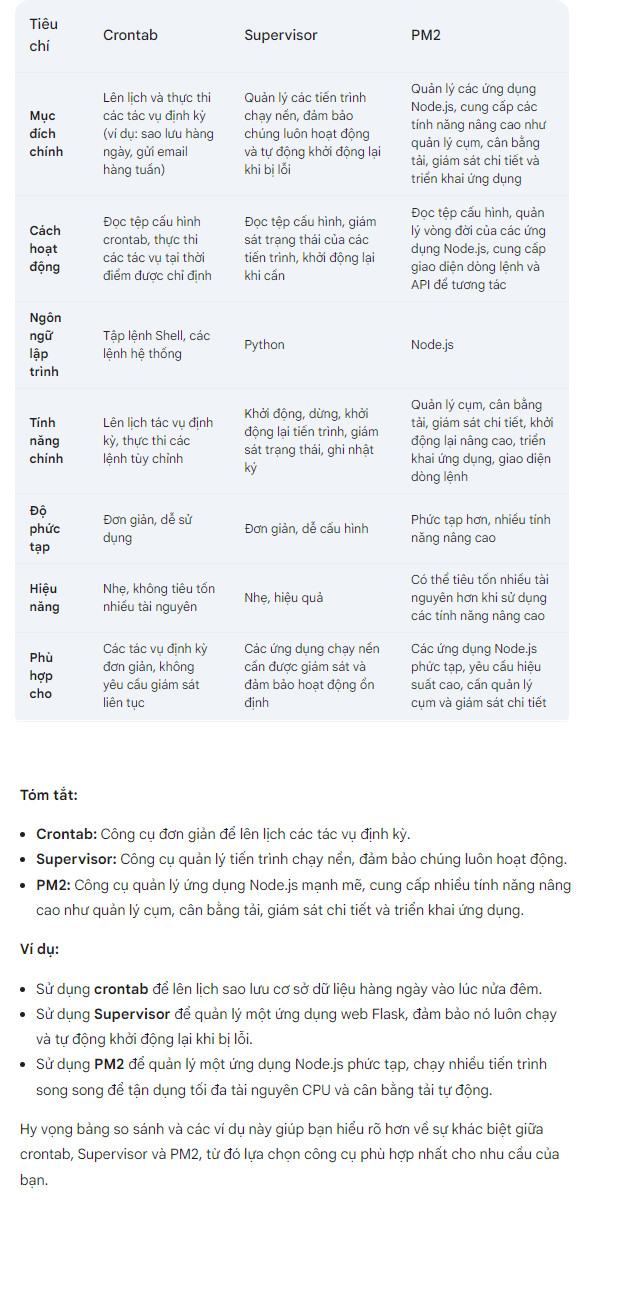 Tiêu
chí
Crontab
Supervisor
PM2
Mục
đích
chính
Lên lịch và thực thi
các tác vụ định kỳ
(ví dụ: sao lưu hàng
ngày, gửi email
hàng tuần)
Quản lý các tiến trình
chạy nền, đảm bảo
chúng luôn hoạt động
và tự động khởi động lại
khi bị lỗi
Quản lý các ứng dụng
Node.js, cung cấp các
tính năng nâng cao như
quản lý cụm, cân bằng
tải, giám sát chi tiết và
triển khai ứng dụng
Cách
hoạt
động
Đọc tệp cấu hình
crontab, thực thi
các tác vụ tại thời
điểm được chỉ định
Đọc tệp cấu hình, giám
sát trạng thái của các
tiến trình, khởi động lại
khi cần
Đọc tệp cấu hình, quản
lý vòng đời của các ứng
dụng Node.js, cung cấp
giao diện dòng lệnh và
API để tương tác
Ngôn
ngữ
lập
trình
Tập lệnh Shell, các
lệnh hệ thống
Python
Node.js
Tính
năng
chính
Lên lịch tác vụ định
kỳ, thực thi các
lệnh tùy chỉnh
Khởi động, dừng, khởi
động lại tiến trình, giám
sát trạng thái, ghi nhật
ký
Quản lý cụm, cân bằng
tải, giám sát chi tiết, khởi
động lại nâng cao, triển
khai ứng dụng, giao diện
dòng lệnh
Độ
phức
tạp
Đơn giản, dễ sử
dụng
Đơn giản, dễ cấu hình
Phức tạp hơn, nhiều tính
năng nâng cao
Hiệu
năng
Nhẹ, không tiêu tốn
nhiều tài nguyên
Nhẹ, hiệu quả
Có thể tiêu tốn nhiều tài
nguyên hơn khi sử dụng
các tính năng nâng cao
Phù
hợp
cho
Các tác vụ định kỳ
đơn giản, không
yêu cầu giám sát
liên tục
Các ứng dụng chạy nền
cần được giám sát và
đảm bảo hoạt động ổn
định
Các ứng dụng Node.js
phức tạp, yêu cầu hiệu
suất cao, cần quản lý
cụm và giám sát chi tiết
Tóm tắt:
• Crontab: Công cụ đơn giản để lên lịch các tác vụ định kỳ.
• Supervisor: Công cụ quản lý tiến trình chạy nền, đảm bảo chúng luôn hoạt động.
• PM2: Công cụ quản lý ứng dụng Node.js mạnh mẽ, cung cấp nhiều tính năng nâng
cao như quản lý cụm, cân bằng tải, giám sát chi tiết và triển khai ứng dụng.
Ví dụ:
• Sử dụng crontab để lên lịch sao lưu cơ sở dữ liệu hàng ngày vào lúc nửa đêm.
• Sử dụng Supervisor để quản lý một ứng dụng web Flask, đảm bảo nó luôn chạy
và tự động khởi động lại khi bị lỗi.
• Sử dụng PM2 để quản lý một ứng dụng Node.js phức tạp, chạy nhiều tiến trình
song song để tận dụng tối đa tài nguyên CPU và cân bằng tải tự động.
Hy vọng bảng so sánh và các ví dụ này giúp bạn hiểu rõ hơn về sự khác biệt giữa
crontab, Supervisor và PM2, từ đó lựa chọn công cụ phù hợp nhất cho nhu cầu của
bạn.